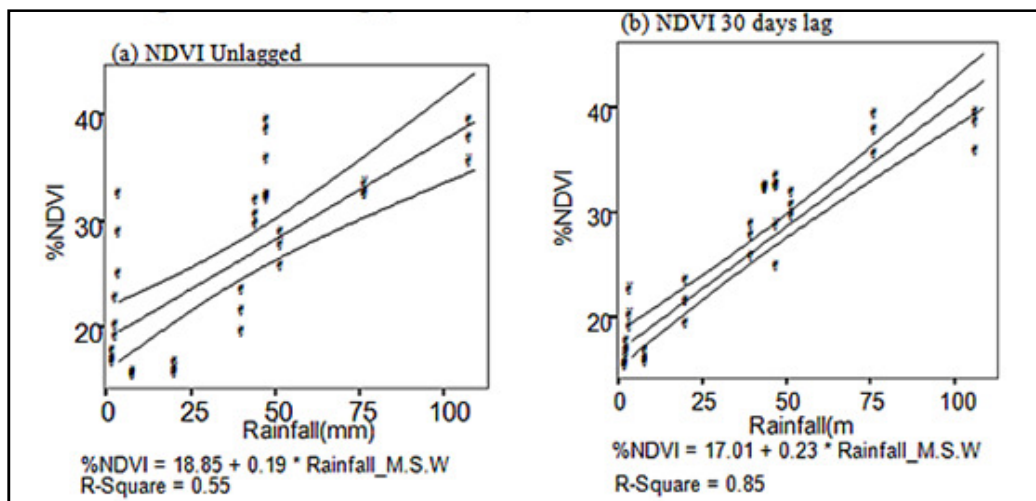 (a) NDVI Unlagged
40
30
20
%NDVI
0 25 50 75 100
Rainfall(mm)
%NDVI = 18.85 + 0.19 * Rainfall_M.S.W
R-Square = 0.55
(b) NDVI 30 days lag
40
30
20
%NDVI
0 25 50 75 100
Rainfall(m
%NDVI = 17.01 + 0.23 * Rainfall_M.S.W
R-Square = 0.85